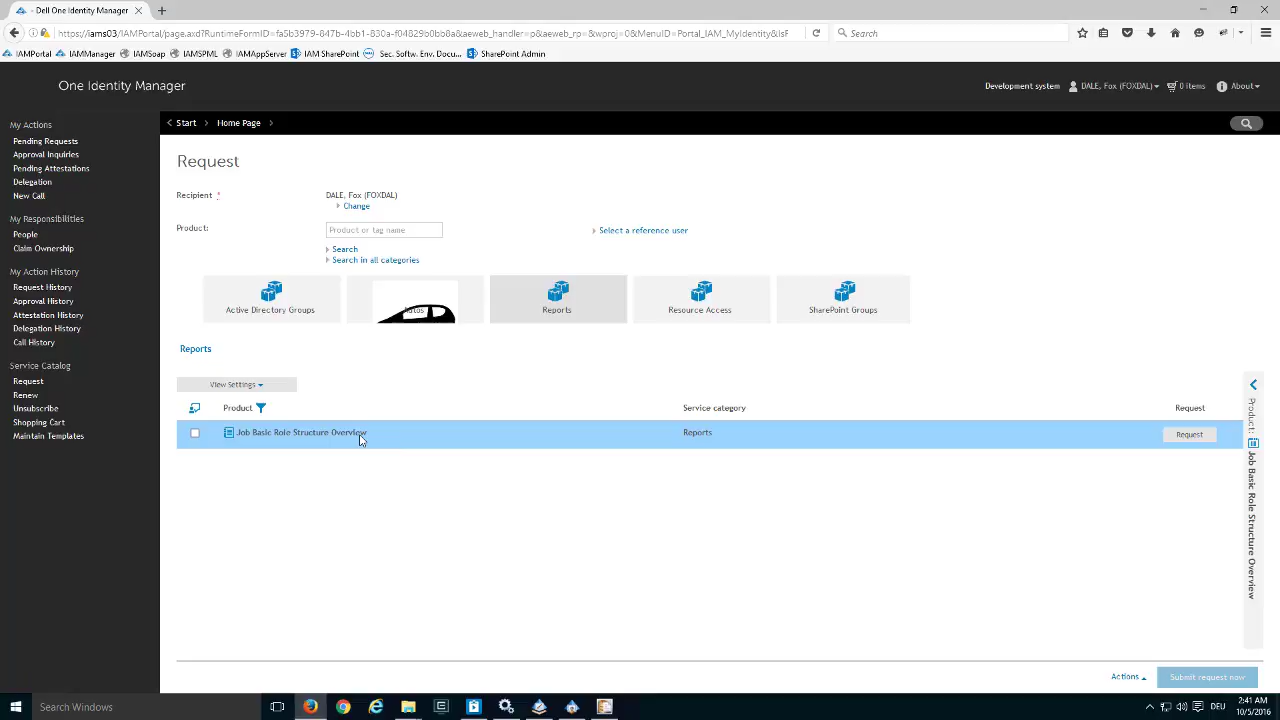 - Dell One Identity Manager
https://iams03/IAMPortal/page.axd?RuntimeFormID=fa5b3979-847b-4bb1-830a-f04829b0bb8a&aeweb_handler=p&aeweb_rp=&wproj=0&MenuID=Portal_IAM_MyIdentity&IsF
Search
IAMPortal
IAMManager
IAMSoap
IAMSPML
IAMAppServer
IAM SharePoint
Sec. Softw. Env. Docu...
SharePoint Admin
One Identity Manager
Development system
DALE, Fox (FOXDAL)
0 items
About
Start
Home Page
My Actions
Pending Requests
Approval Inquiries
Pending Attestations
Delegation
New Call
My Responsibilities
People
Claim Ownership
My Action History
Request History
Approval History
Attestation History
Delegation History
Call History
Service Catalog
Request
Renew
Unsubscribe
Shopping Cart
Maintain Templates
Request
Recipient *
DALE, Fox (FOXDAL)
Change
Product:
Product or tag name
Select a reference user
Search
Search in all categories
Active Directory Groups
Reports
Resource Access
SharePoint Groups
Reports
View Settings
Product
Service category
Request
Job Basic Role Structure Overview
Reports
Request
Product: Job Basic Role Structure Overview
Actions
Submit request now
Search Windows
DEU
2:41 AM
10/5/2016